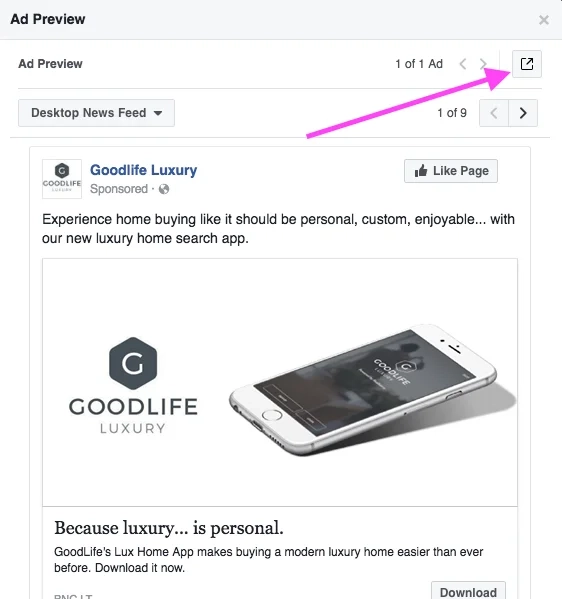 Ad Preview
Ad Preview
1 of 1 Ad
Desktop News Feed
1 of 9
GOODLIFE
LUXURY
Goodlife Luxury
Sponsored ·
Like Page
Experience home buying like it should be personal, custom, enjoyable... with
our new luxury home search app.
G
GOODLIFE
LUXURY
G
GOODLIFE
LUXURY
Because luxury... is personal.
GoodLife's Lux Home App makes buying a modern luxury home easier than ever
before. Download it now.
Download